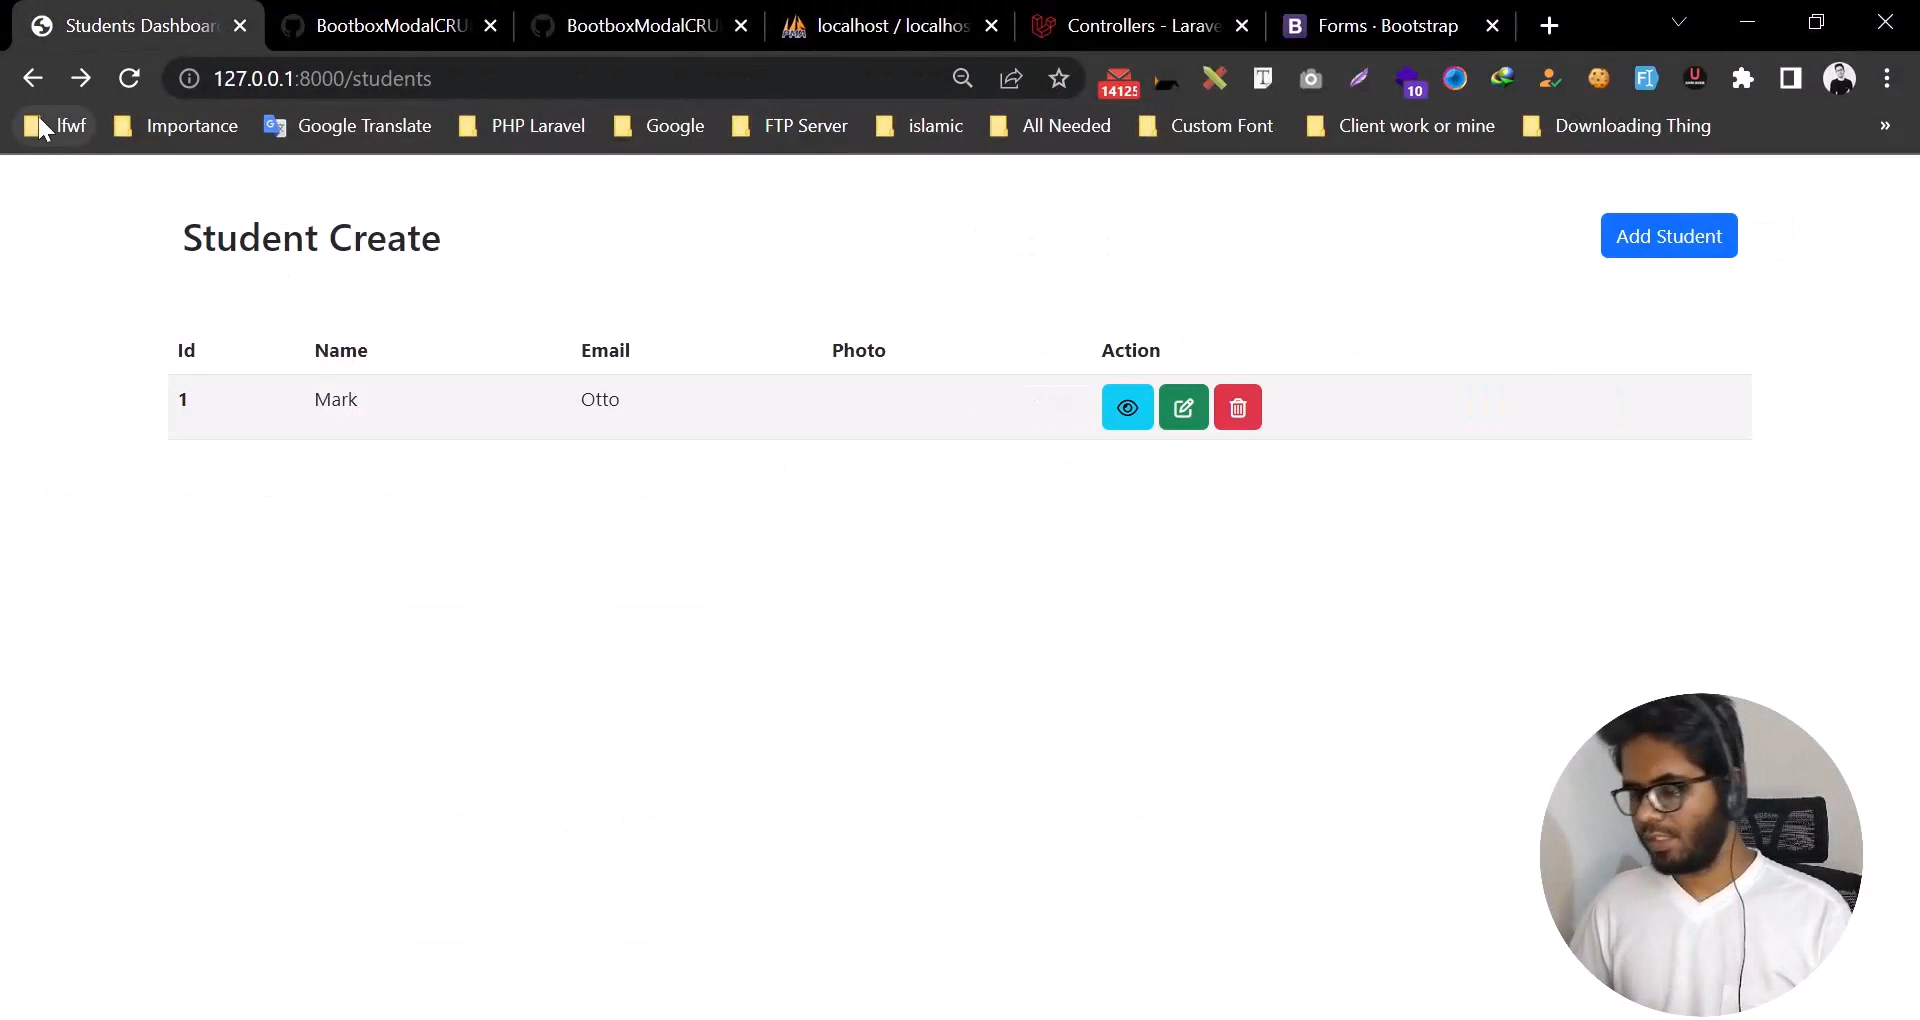 Students Dashboar
BootboxModalCRU
BootboxModalCRU
localhost / localhos
Controllers - Larave
B Forms · Bootstrap
127.0.0.1:8000/students
14125
T
10
FI
U
lfwf
Importance
Google Translate
PHP Laravel
Google
FTP Server
islamic
All Needed
Custom Font
Client work or mine
Downloading Thing
»
Student Create
Add Student
Id Name Email Photo Action
1 Mark Otto